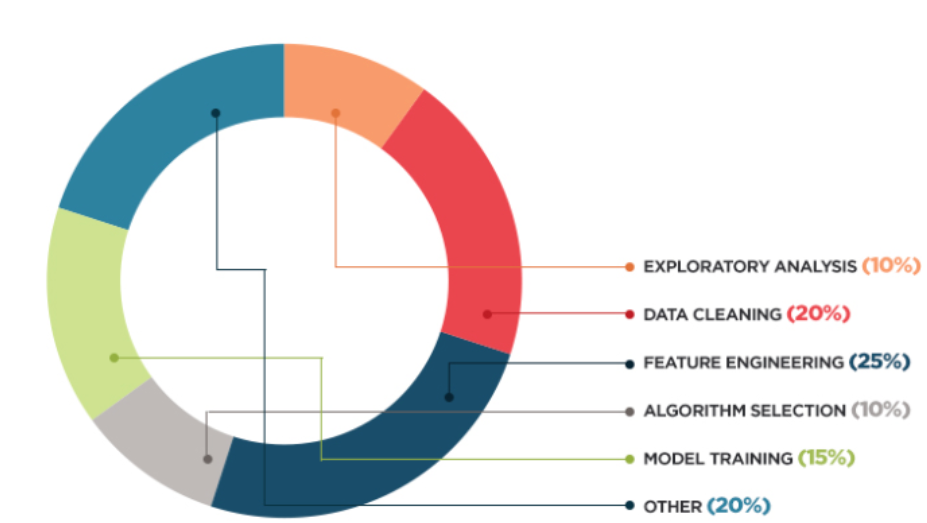 EXPLORATORY ANALYSIS (10%)
DATA CLEANING (20%)
FEATURE ENGINEERING (25%)
ALGORITHM SELECTION (10%)
MODEL TRAINING (15%)
OTHER (20%)